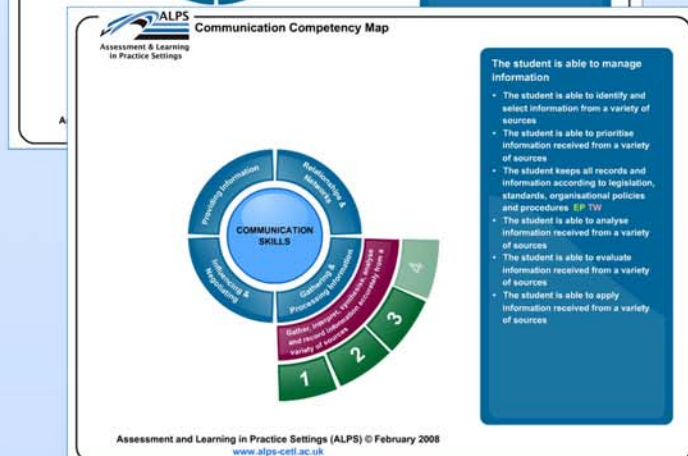 ALPS
Assessment & Learning
in Practice Settings
Communication Competency Map
A
The student is able to manage
information
• The student is able to identify and
select information from a variety of
sources
• The student is able to prioritise
information received from a variety
of sources
• The student keeps all records and
information according to legislation,
standards, organisational policies
and procedures EP TW
• The student is able to analyse
information received from a variety
of sources
• The student is able to evaluate
information received from a variety
of sources
• The student is able to apply
information received from a variety
of sources
Providing Information
Relationships &
Networks
COMMUNICATION
SKILLS
Influencing &
Negotiating
Gathering &
Processing Information
Gather, interpret, synthesise, analyse
and record information accurately from a
variety of sources
1
2
3
4
Assessment and Learning in Practice Settings (ALPS) © February 2008
www.alps-cetl.ac.uk